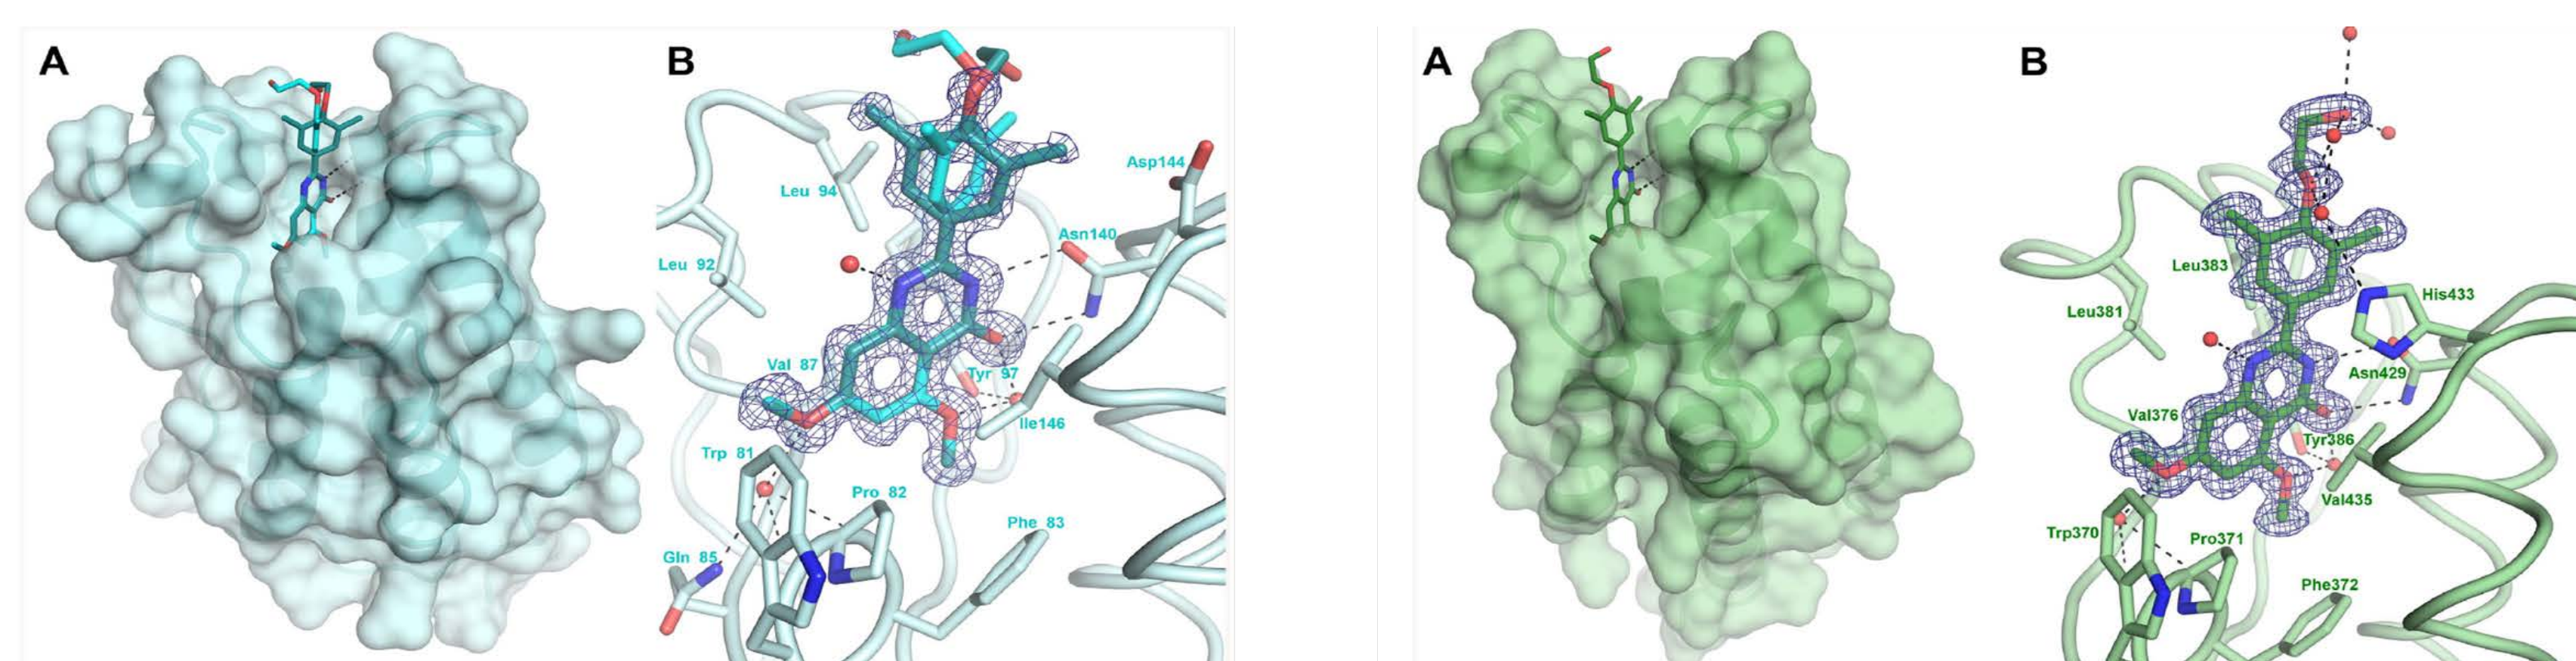 A
B
Asp144
Leu 94
Asn140
Leu 92
Val 87
Tyr 97
Ile146
Trp 81
Pro 82
Phe 83
Gln 85
A
B
Leu383
His433
Leu381
Asn429
Val376
Tyr386
Val435
Trp370
Pro371
Phe372